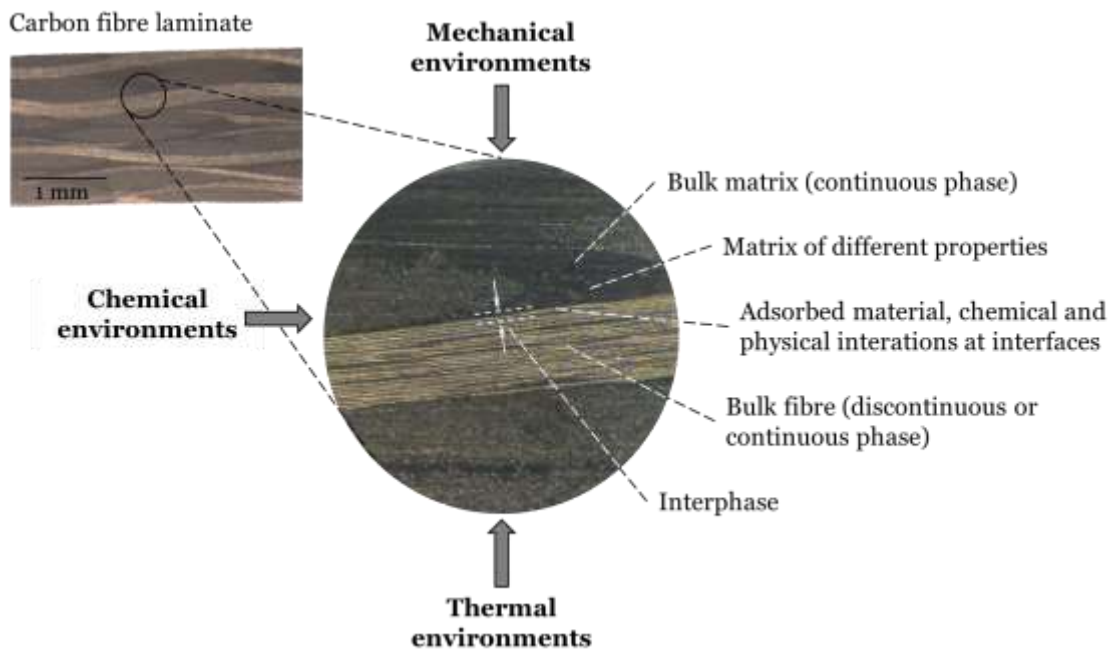 Carbon fibre laminate
1 mm
Mechanical
environments
Bulk matrix (continuous phase)
Matrix of different properties
Chemical
environments
Adsorbed material, chemical and
physical interations at interfaces
Bulk fibre (discontinuous or
continuous phase)
Interphase
Thermal
environments